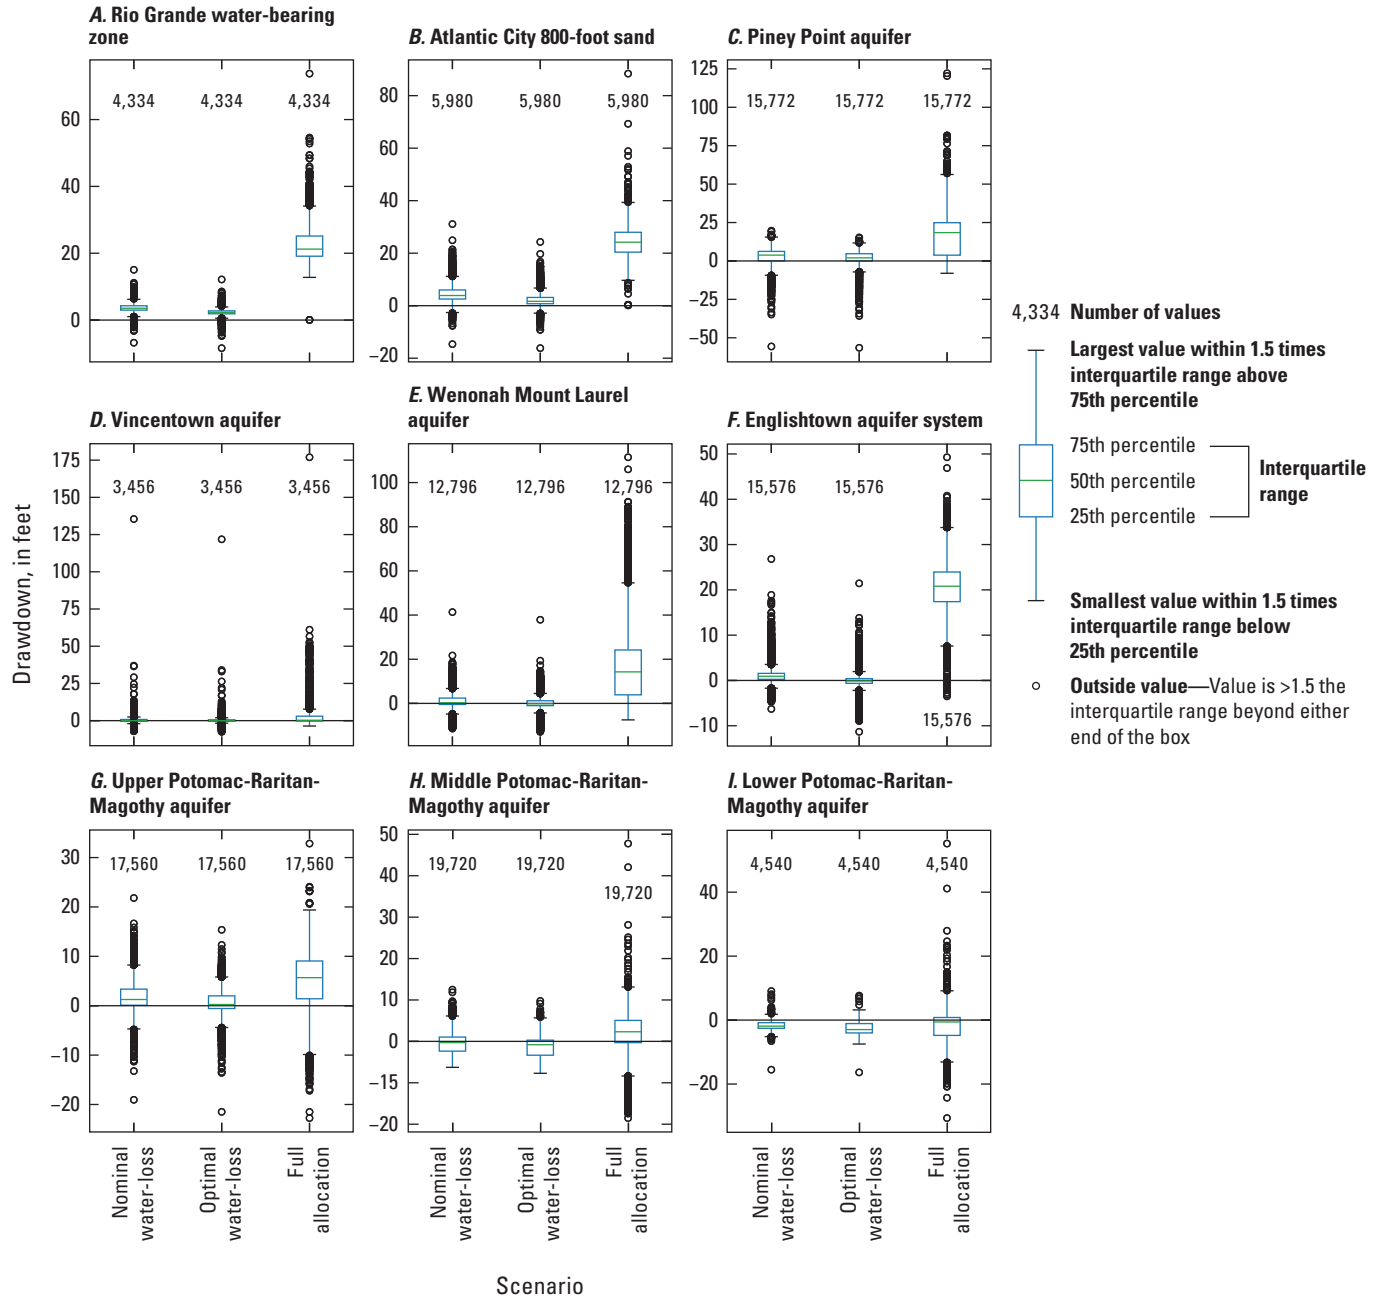 A. Rio Grande water-bearing
zone
B. Atlantic City 800-foot sand
C. Piney Point aquifer
60
40
20
0
4,334
4,334
4,334
80
60
40
20
0
–20
5,980
5,980
5,980
125
100
75
50
25
0
–25
–50
15,772
15,772
15,772
D. Vincentown aquifer
E. Wenonah Mount Laurel
aquifer
F. Englishtown aquifer system
175
150
125
100
75
50
25
0
3,456
3,456
3,456
100
80
60
40
20
0
12,796
12,796
12,796
50
40
30
20
10
0
–10
15,576
15,576
15,576
Drawdown, in feet
G. Upper Potomac-Raritan-
Magothy aquifer
H. Middle Potomac-Raritan-
Magothy aquifer
I. Lower Potomac-Raritan-
Magothy aquifer
30
20
10
0
–10
–20
17,560
17,560
17,560
50
40
30
20
10
0
–15
–20
19,720
19,720
19,720
40
20
0
–20
4,540
4,540
4,540
Nominal
water-loss
Optimal
water-loss
Full
allocation
Nominal
water-loss
Optimal
water-loss
Full
allocation
Nominal
water-loss
Optimal
water-loss
Full
allocation
Scenario
4,334 Number of values
Largest value within 1.5 times
interquartile range above
75th percentile
75th percentile
50th percentile
25th percentile
Interquartile
range
Smallest value within 1.5 times
interquartile range below
25th percentile
Outside value—Value is >1.5 the
interquartile range beyond either
end of the box